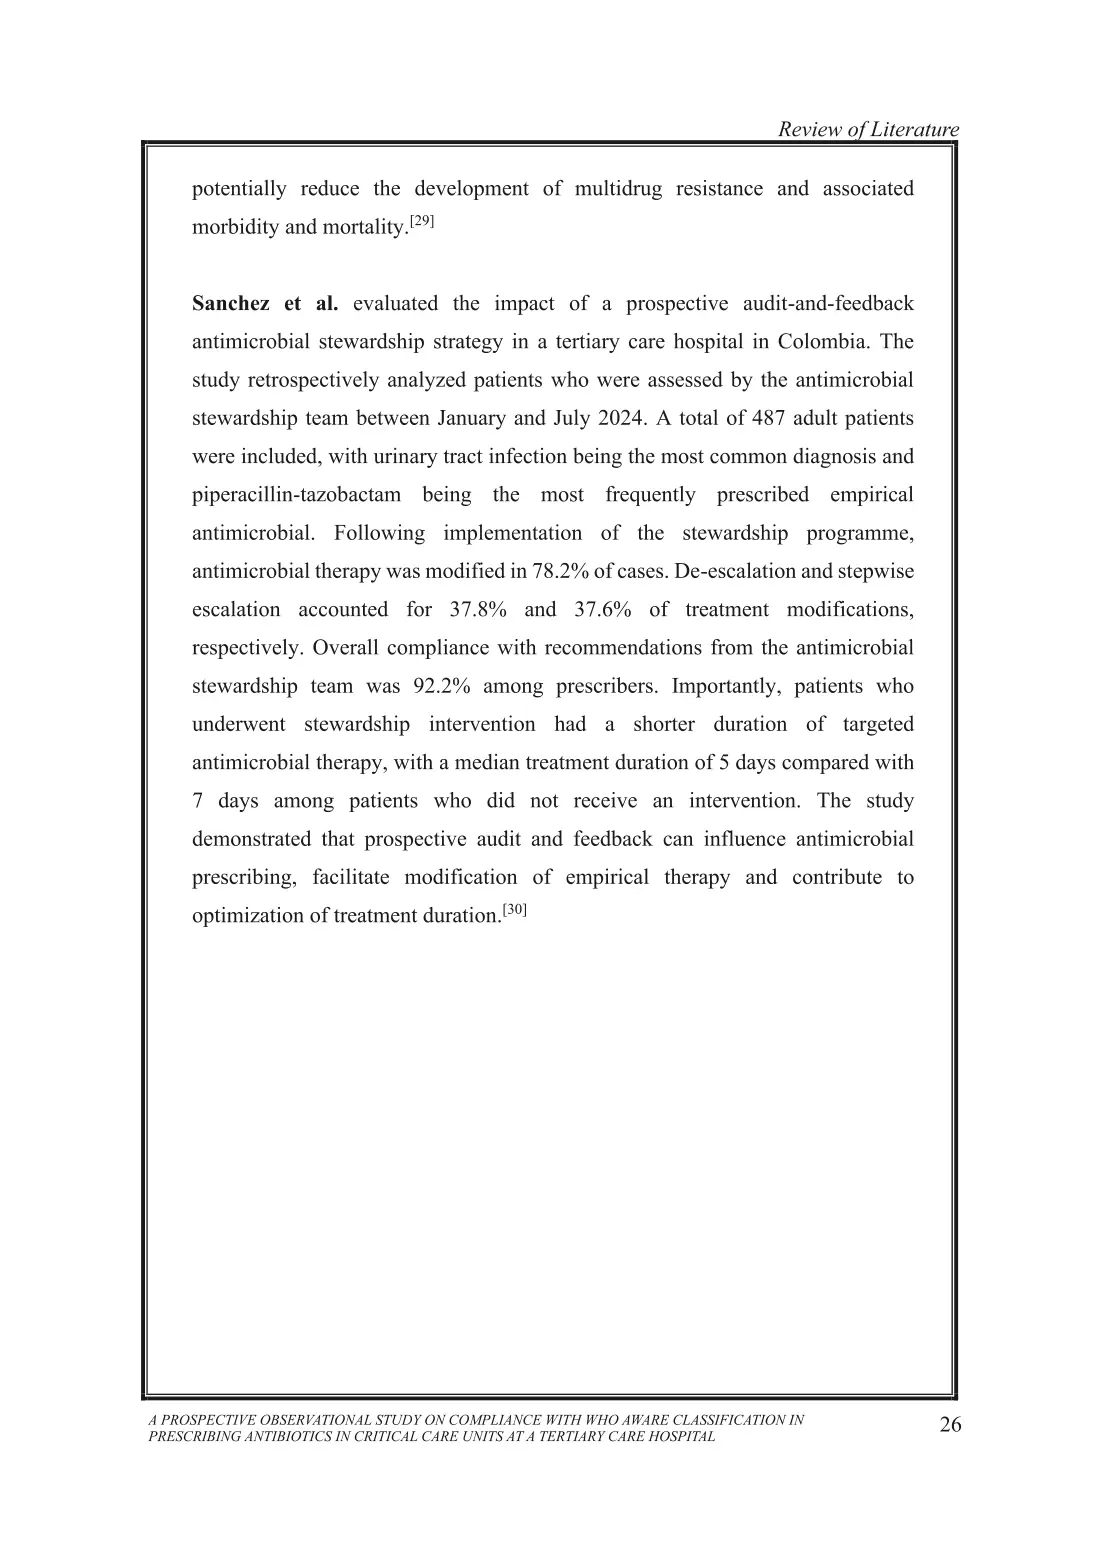 Review of Literature
potentially reduce the development of multidrug resistance and associated
morbidity and mortality.[29]
Sanchez et al. evaluated the impact of a prospective audit-and-feedback
antimicrobial stewardship strategy in a tertiary care hospital in Colombia. The
study retrospectively analyzed patients who were assessed by the antimicrobial
stewardship team between January and July 2024. A total of 487 adult patients
were included, with urinary tract infection being the most common diagnosis and
piperacillin-tazobactam being the most frequently prescribed empirical
antimicrobial. Following implementation of the stewardship programme,
antimicrobial therapy was modified in 78.2% of cases. De-escalation and stepwise
escalation accounted for 37.8% and 37.6% of treatment modifications,
respectively. Overall compliance with recommendations from the antimicrobial
stewardship team was 92.2% among prescribers. Importantly, patients who
underwent stewardship intervention had a shorter duration of targeted
antimicrobial therapy, with a median treatment duration of 5 days compared with
7 days among patients who did not receive an intervention. The study
demonstrated that prospective audit and feedback can influence antimicrobial
prescribing, facilitate modification of empirical therapy and contribute to
optimization of treatment duration.[30]
A PROSPECTIVE OBSERVATIONAL STUDY ON COMPLIANCE WITH WHO AWARE CLASSIFICATION IN
PRESCRIBING ANTIBIOTICS IN CRITICAL CARE UNITS AT A TERTIARY CARE HOSPITAL
26